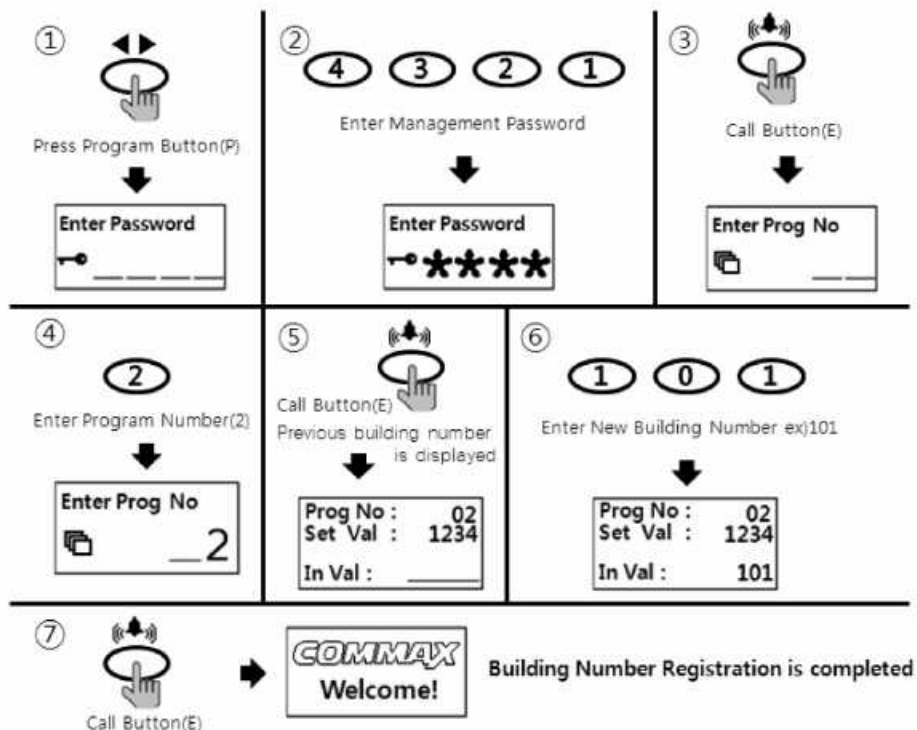 ①
Press Program Button(P)
Enter Password
②
4 3 2 1
Enter Management Password
Enter Password
③
Call Button(E)
Enter Prog No
④
2
Enter Program Number(2)
Enter Prog No
_2
⑤
Call Button(E)
Previous building number
is displayed
Prog No : 02
Set Val : 1234
In Val :
⑥
1 0 1
Enter New Building Number ex)101
Prog No : 02
Set Val : 1234
In Val : 101
⑦
Call Button(E)
COMMAX
Welcome!
Building Number Registration is completed